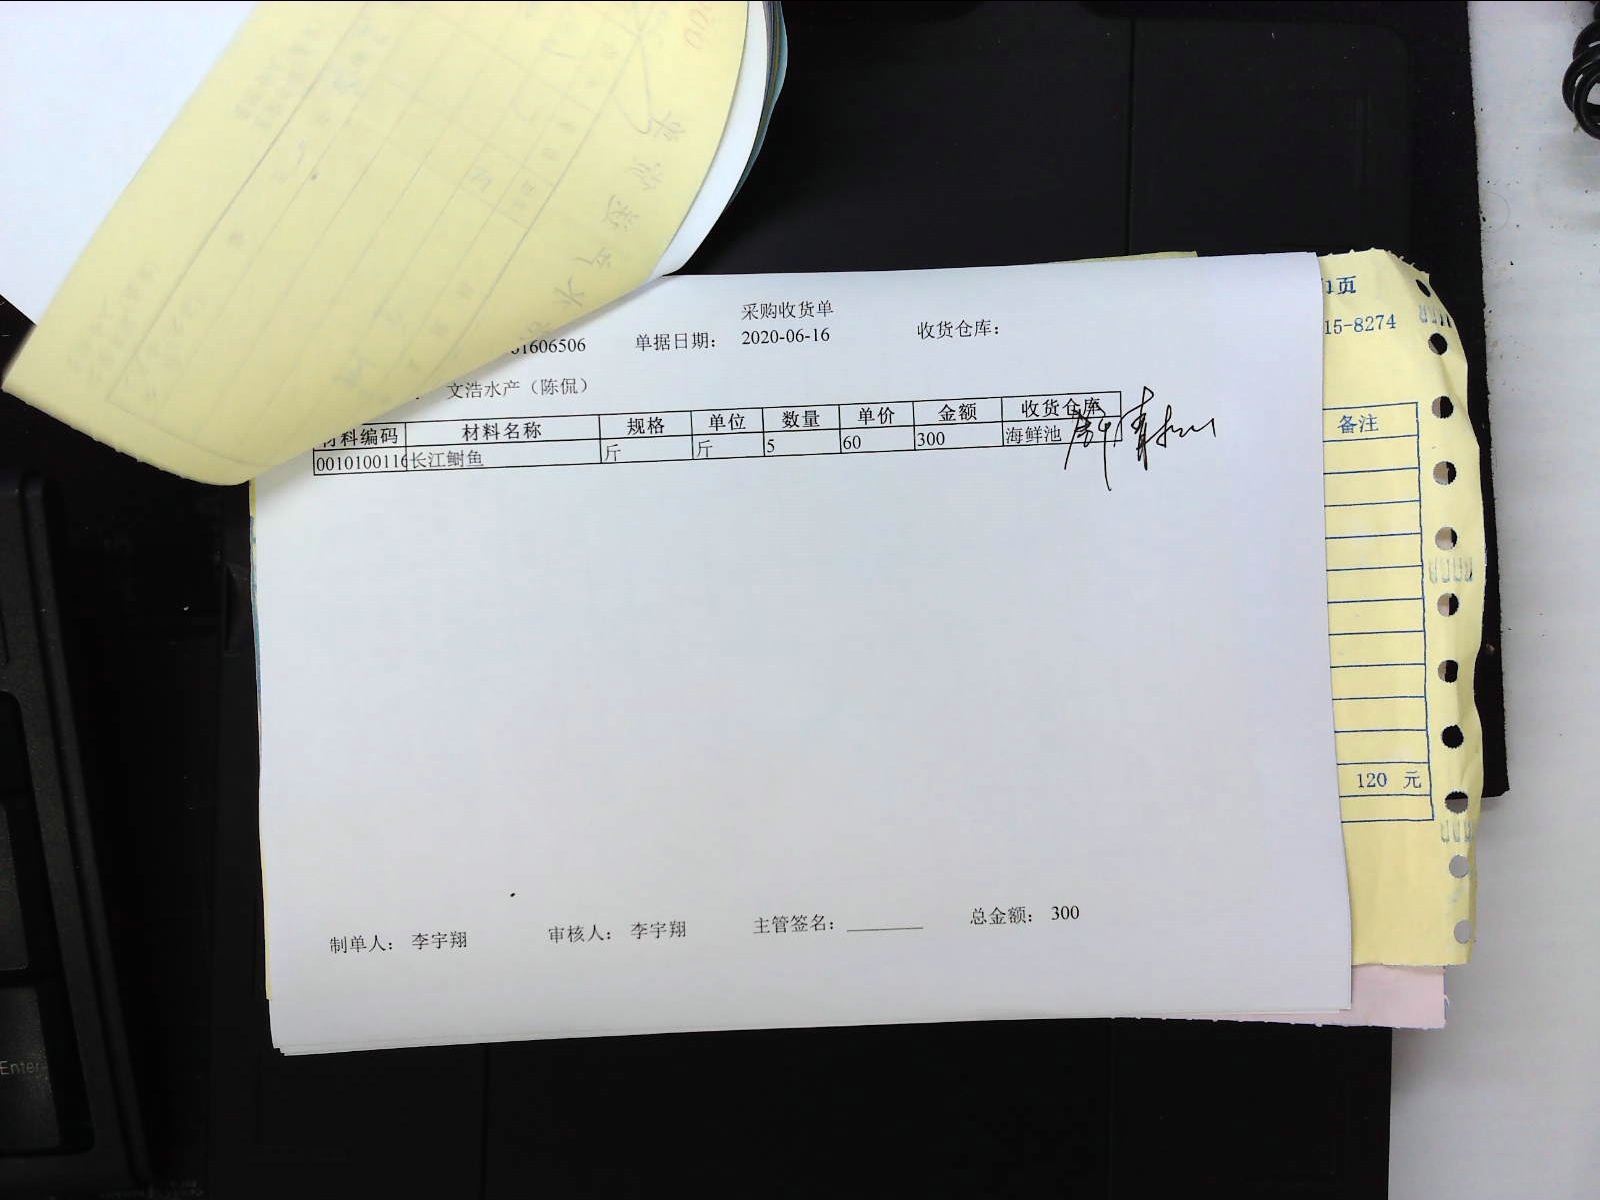 采购收货单
01606506 单据日期： 2020-06-16 收货仓库：
文浩水产（陈侃）
材料编码 材料名称 规格 单位 数量 单价 金额 收货仓库
0010100116 长江鲥鱼 斤 斤 5 60 300 海鲜池
制单人： 李宇翔 审核人： 李宇翔 主管签名： 总金额： 300
页
15-8274
备注
120 元
Enter